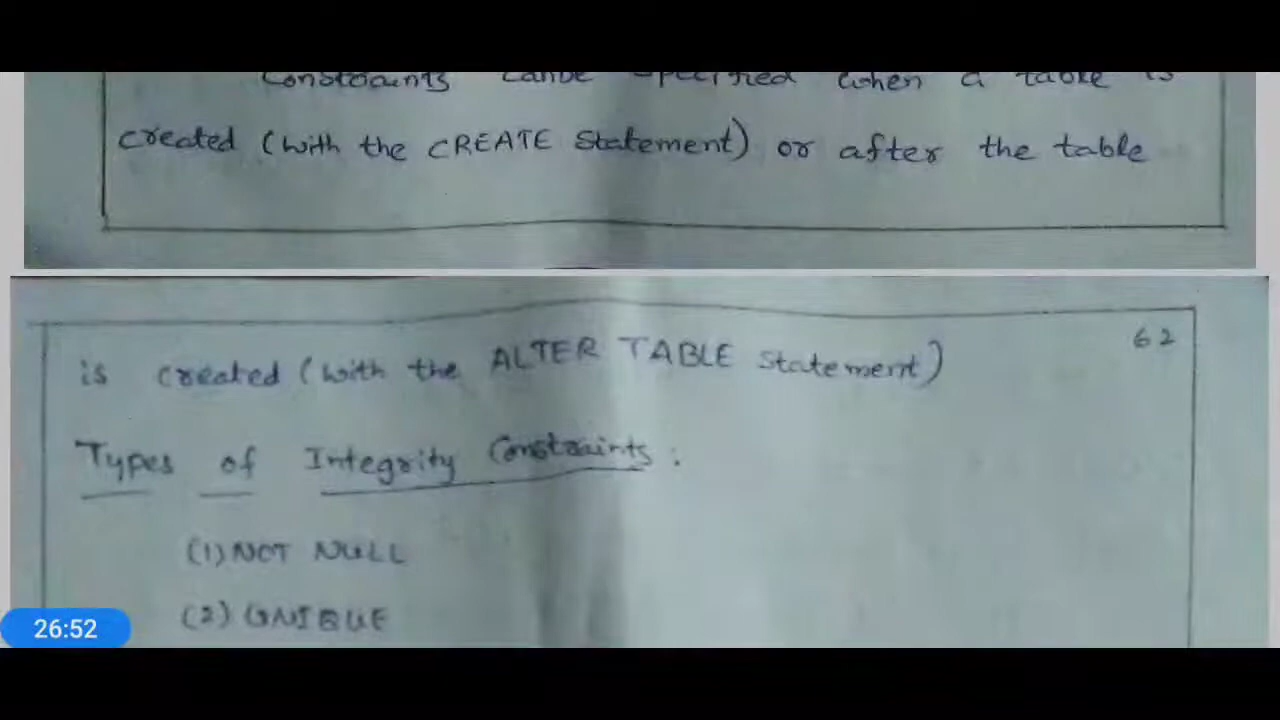 Constraints canbe specified when a table is
created (with the CREATE Statement) or after the table
62
is created (with the ALTER TABLE Statement)
Types of Integrity Constraints :
(1) NOT NULL
(2) UNIQUE
26:52